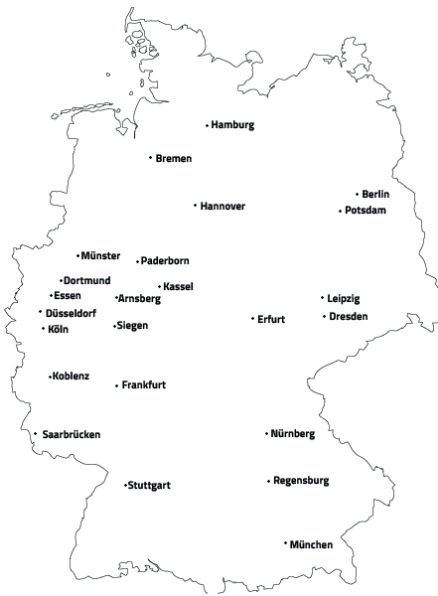 Hamburg
Bremen
Berlin
Hannover
Potsdam
Münster
Paderborn
Dortmund
Kassel
Essen
Arnsberg
Leipzig
Düsseldorf
Erfurt
Dresden
Köln
Siegen
Koblenz
Frankfurt
Saarbrücken
Nürnberg
Stuttgart
Regensburg
München